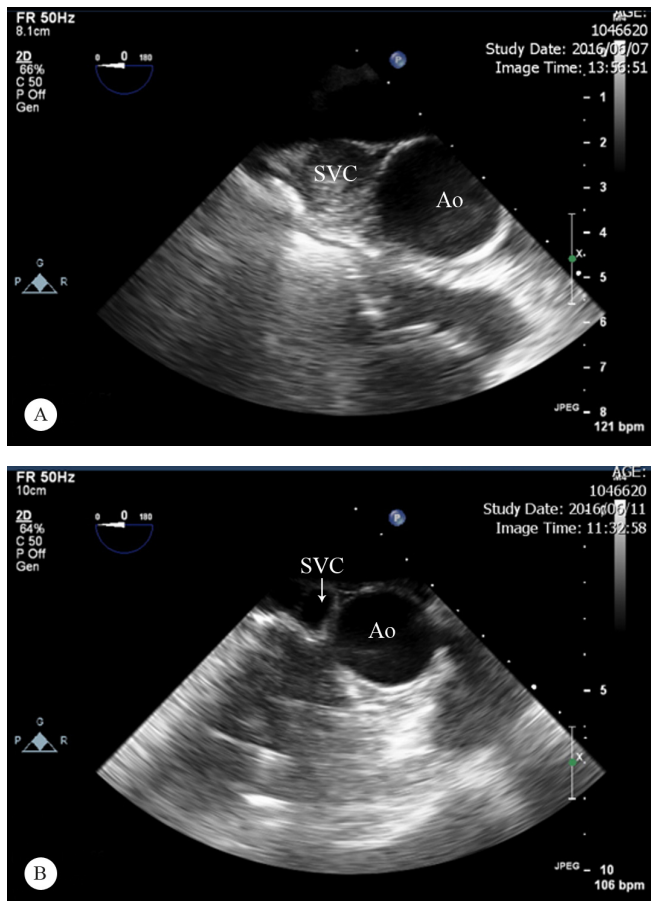 FR 50Hz
8.1cm
2D
66%
C 50
P Off
Gen
0 0 180
P
AGE:
1046620
Study Date: 2016/06/07
Image Time: 13:56:51
1
2
3
4
5
6
7
8
SVC
Ao
X
G
P R
A
JPEG
121 bpm
FR 50Hz
10cm
2D
64%
C 50
P Off
Gen
0 0 180
P
AGE:
1046620
Study Date: 2016/06/11
Image Time: 11:32:58
SVC
Ao
5
X
G
P R
B
JPEG
10
106 bpm